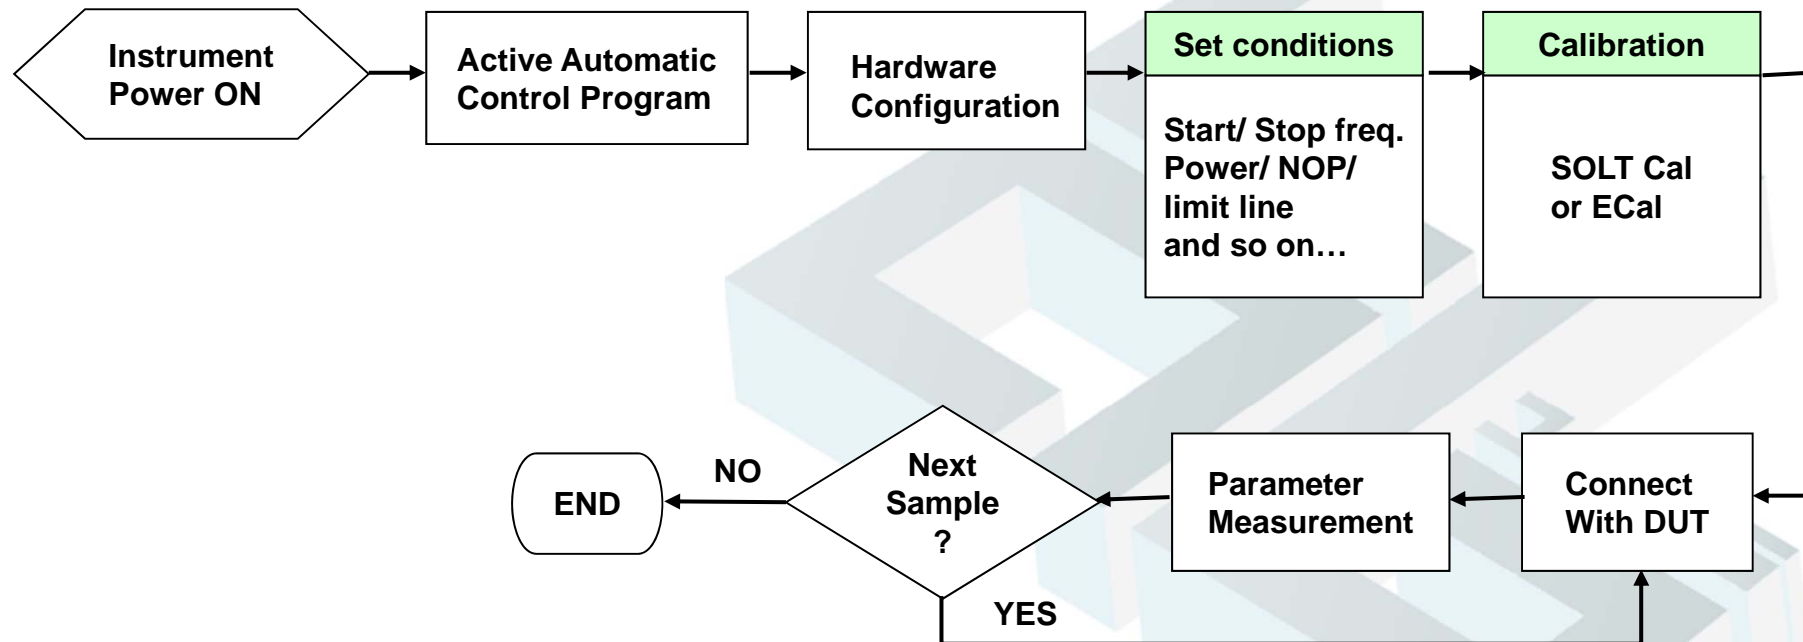 Instrument
Power ON
Active Automatic
Control Program
Hardware
Configuration
Set conditions
Start/ Stop freq.
Power/ NOP/
limit line
and so on…
Calibration
SOLT Cal
or ECal
Connect
With DUT
Parameter
Measurement
Next
Sample
?
NO
END
YES